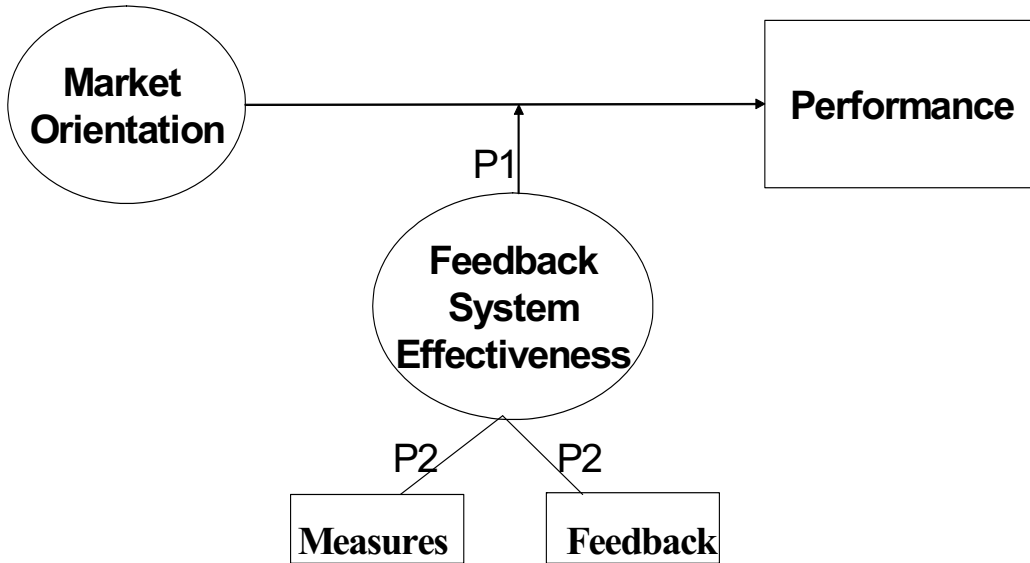 Market
Orientation
Performance
P1
Feedback
System
Effectiveness
P2
P2
Measures
Feedback